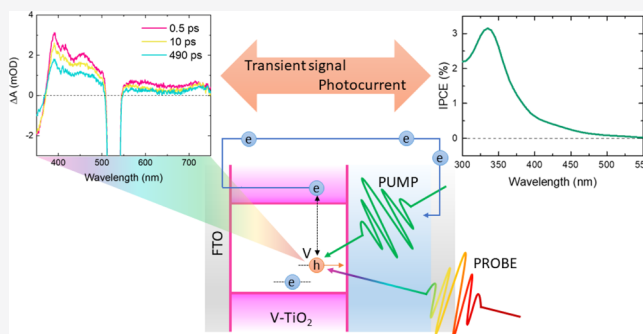 0.5 ps
10 ps
490 ps
4
2
0
-2
ΔA (mOD)
400 500 600 700
Wavelength (nm)
Transient signal
Photocurrent
3
2
1
0
IPCE (%)
300 350 400 450 500 550
Wavelength (nm)
e
e
e
e
PUMP
FTO
V
h
e
PROBE
V-TiO2